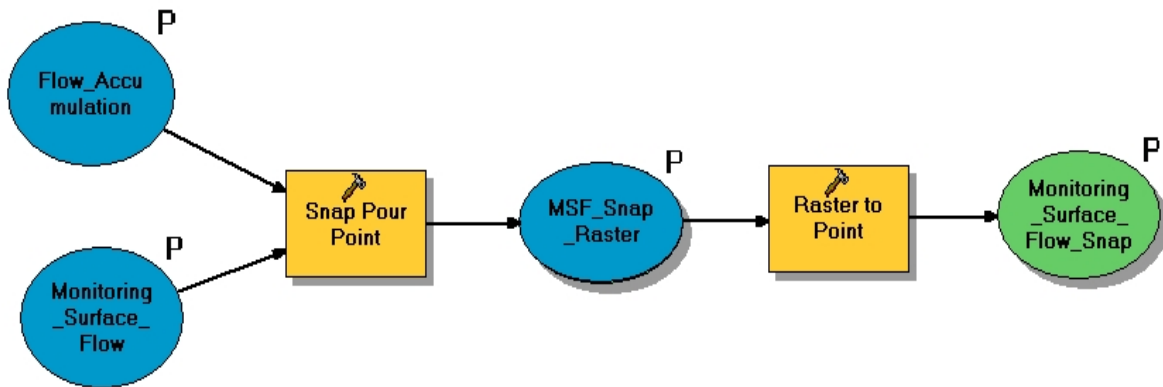 P
Flow_Accu
mulation
P
Monitoring
_Surface_
Flow
Snap Pour
Point
P
MSF_Snap
_Raster
Raster to
Point
P
Monitoring
_Surface_
Flow_Snap